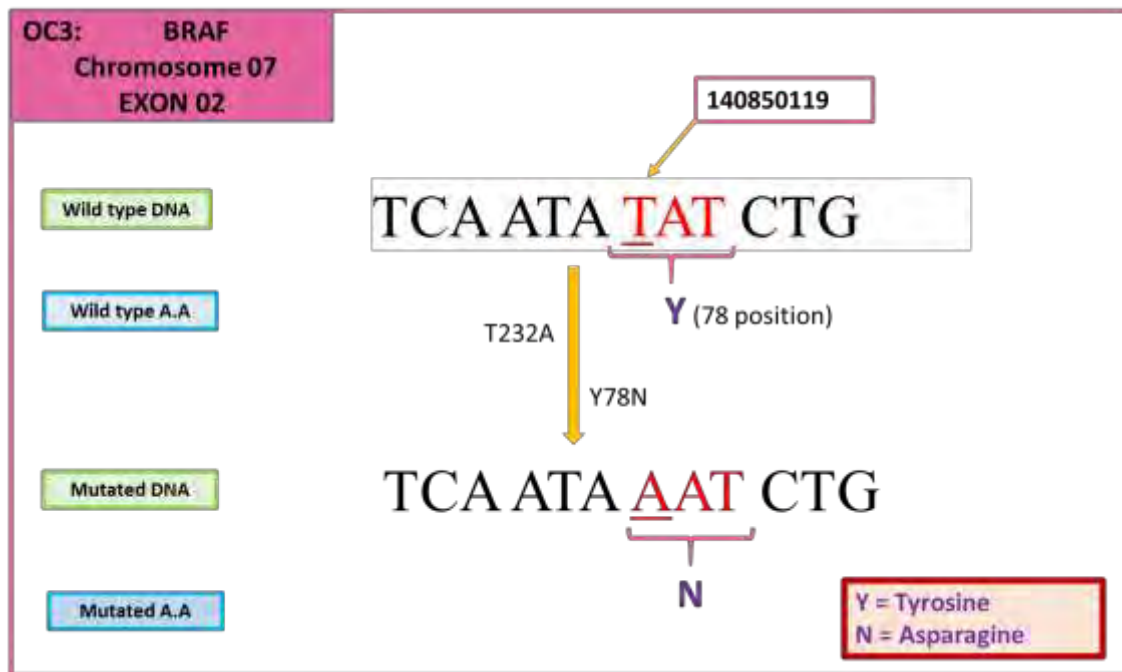 OC3: BRAF
Chromosome 07
EXON 02
140850119
Wild type DNA
TCA ATA TAT CTG
Wild type A.A
Y (78 position)
T232A
Y78N
Mutated DNA
TCA ATA AAT CTG
N
Mutated A.A
Y = Tyrosine
N = Asparagine